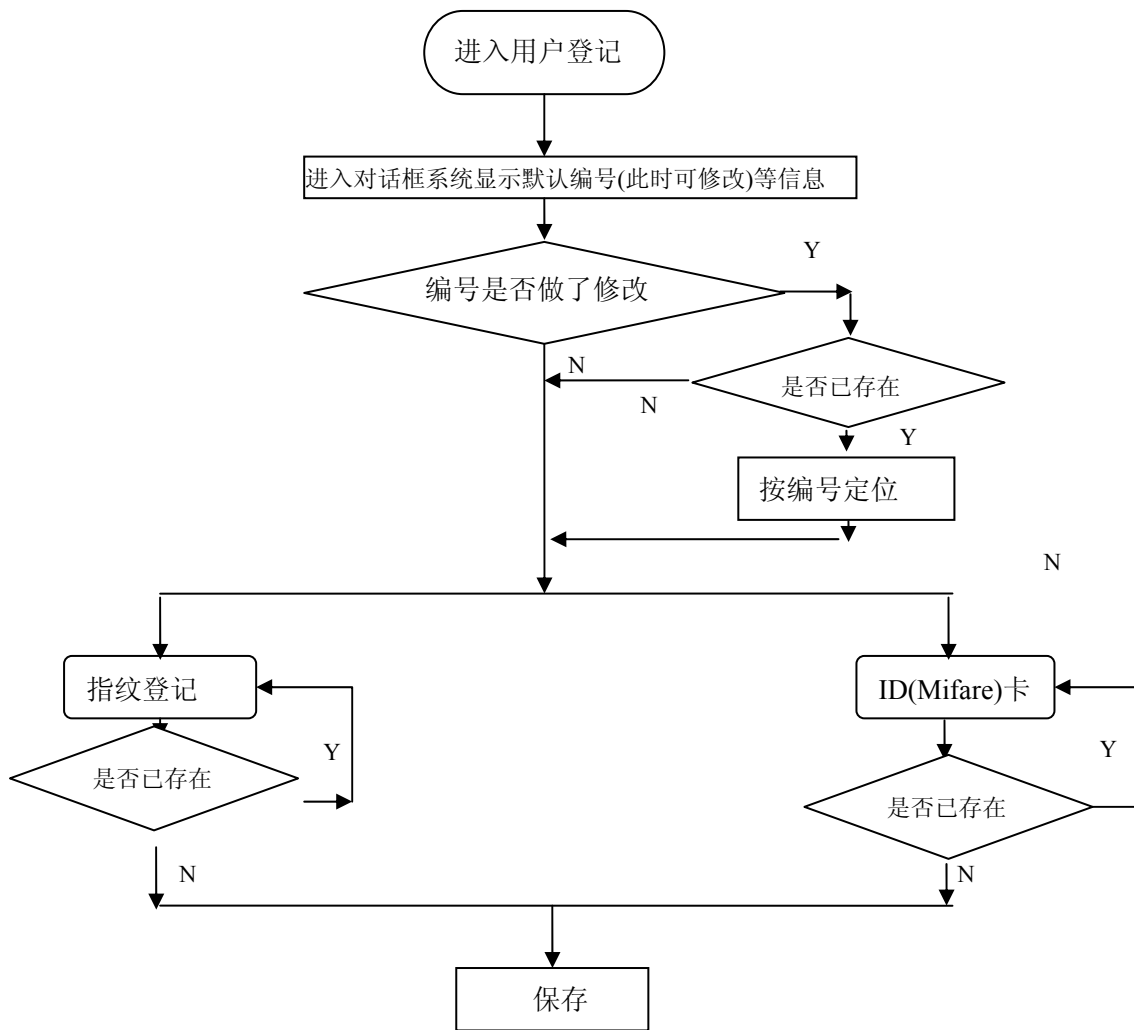 进入用户登记
进入对话框系统显示默认编号(此时可修改)等信息
Y
编号是否做了修改
N
是否已存在
N
Y
按编号定位
N
指纹登记
ID(Mifare)卡
Y
Y
是否已存在
是否已存在
N
N
保存